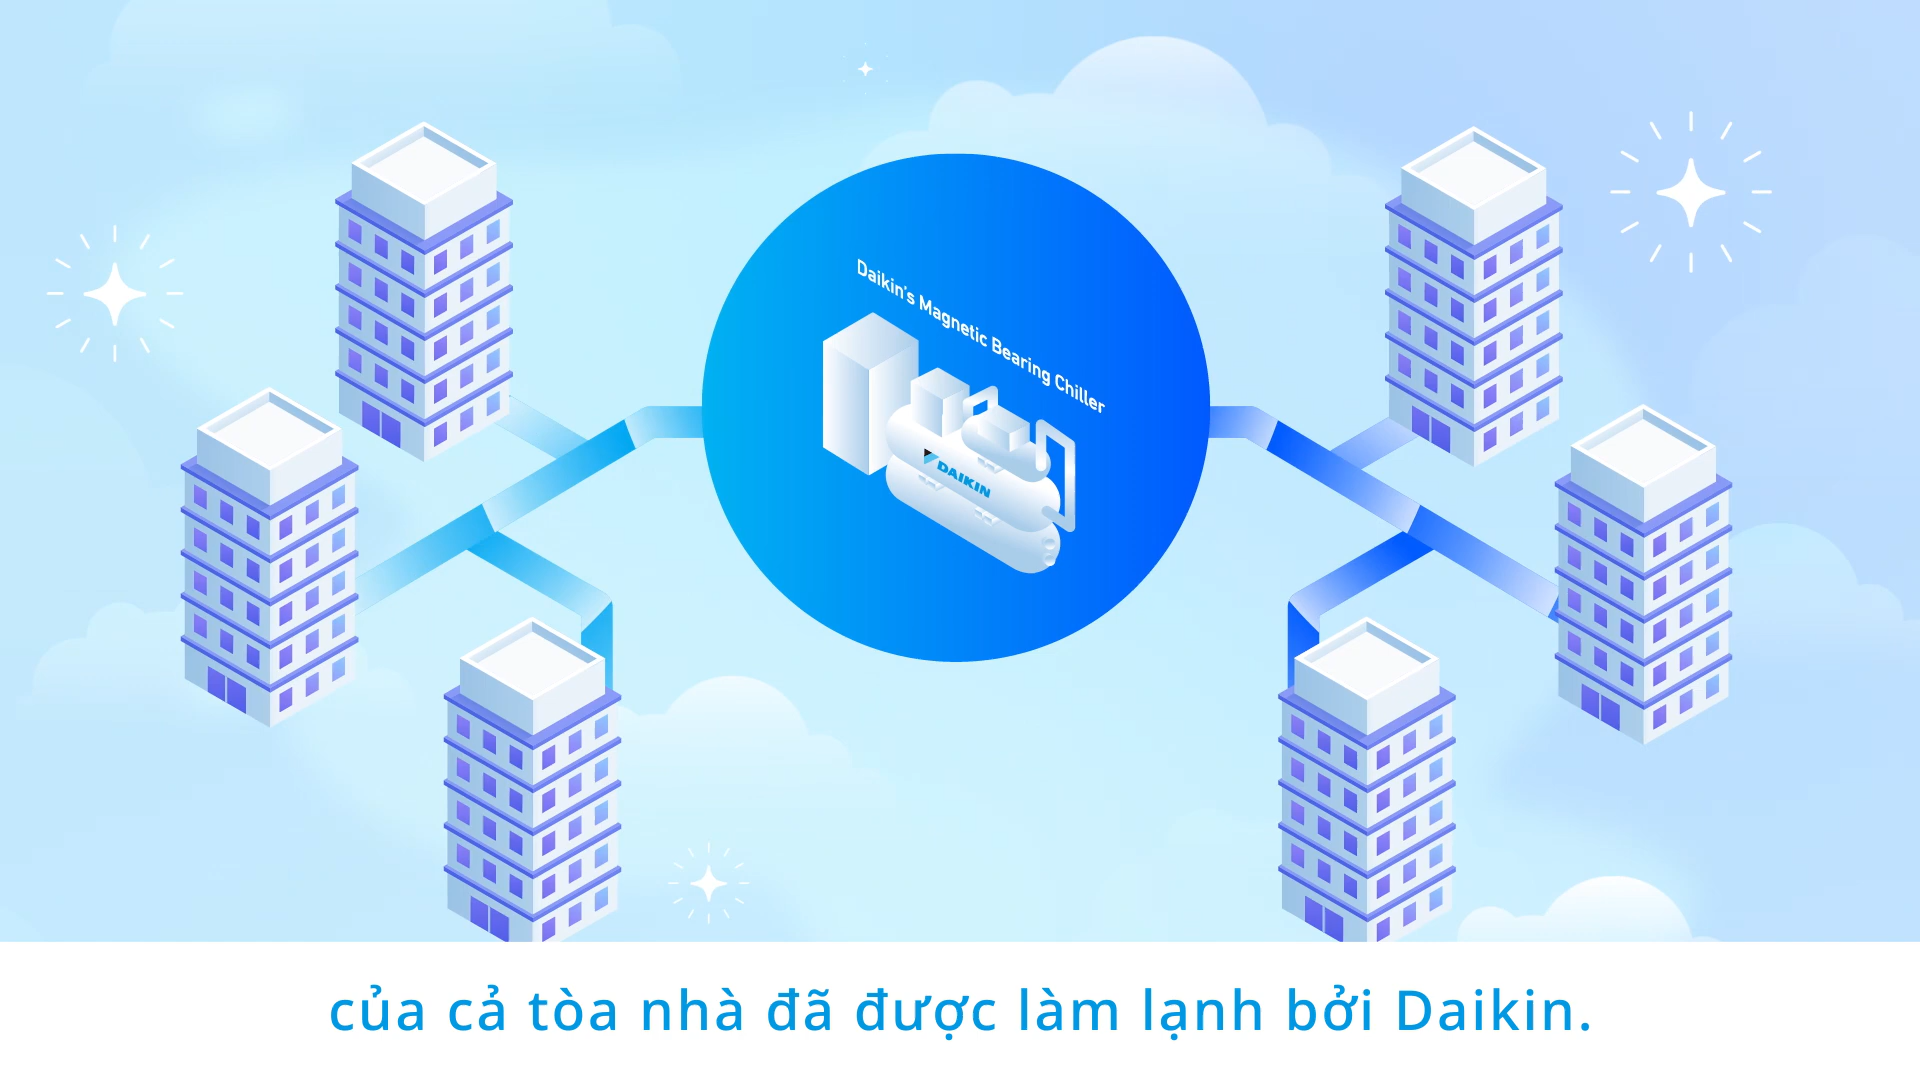 Daikin's Magnetic Bearing Chiller
DAIKIN
của cả tòa nhà đã được làm lạnh bởi Daikin.